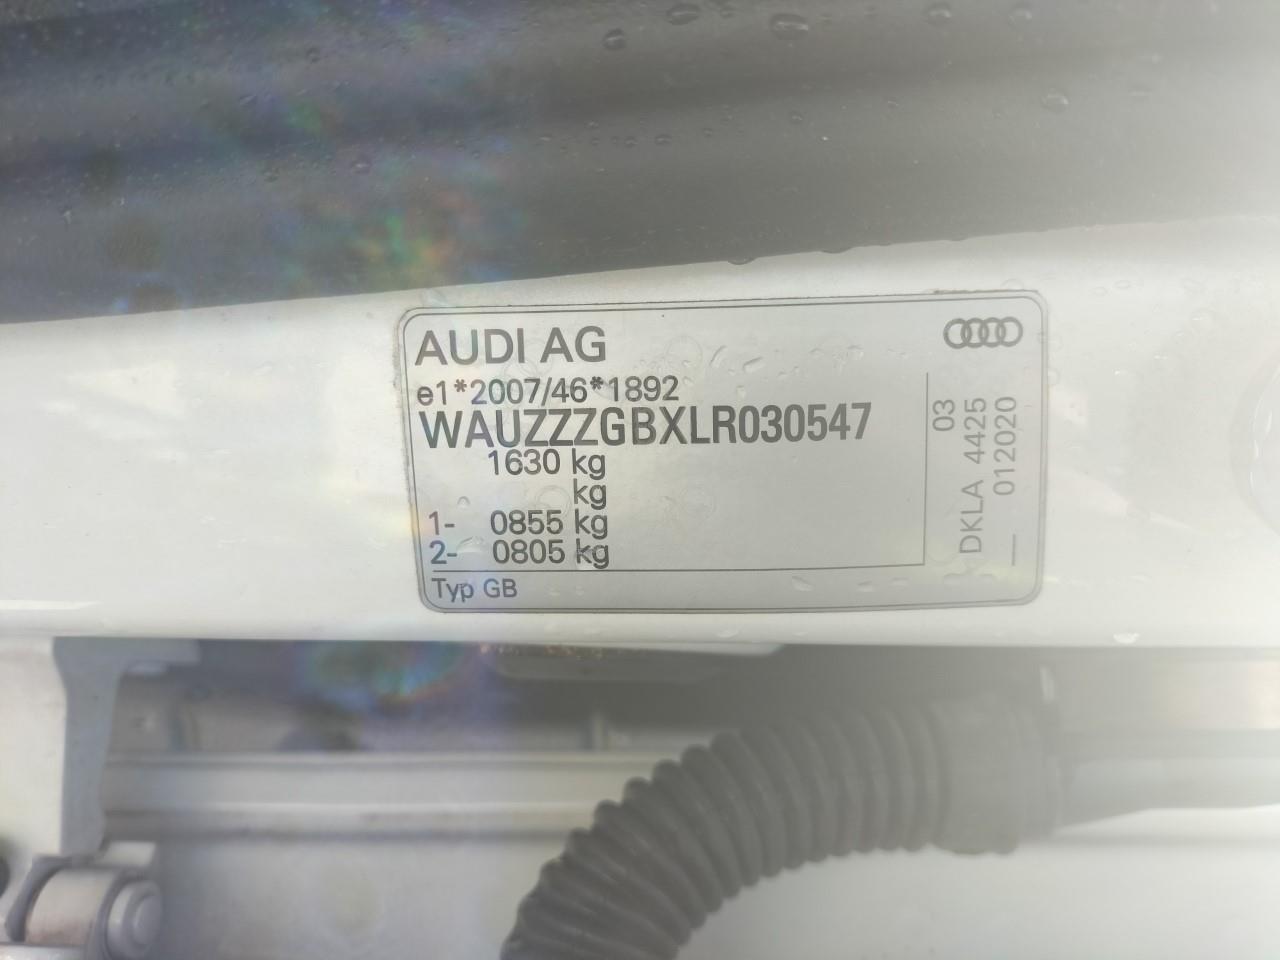 AUDI AG
e1*2007/46*1892
WAUZZZGBXLR030547
1630 kg
kg
1- 0855 kg
2- 0805 kg
Typ GB
03
DKLA 4425
012020